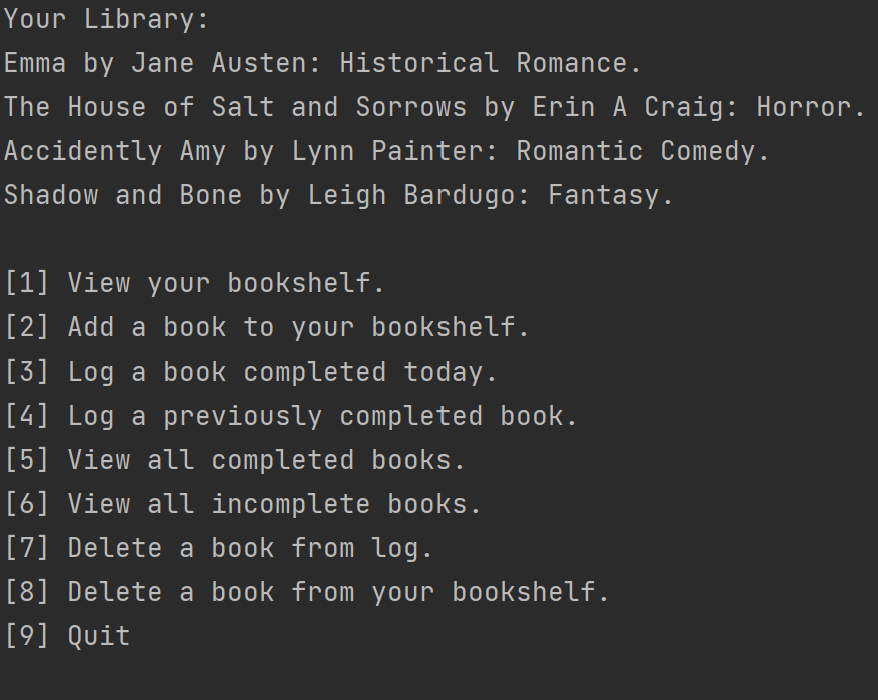 Your Library:
Emma by Jane Austen: Historical Romance.
The House of Salt and Sorrows by Erin A Craig: Horror.
Accidently Amy by Lynn Painter: Romantic Comedy.
Shadow and Bone by Leigh Bardugo: Fantasy.
[1] View your bookshelf.
[2] Add a book to your bookshelf.
[3] Log a book completed today.
[4] Log a previously completed book.
[5] View all completed books.
[6] View all incomplete books.
[7] Delete a book from log.
[8] Delete a book from your bookshelf.
[9] Quit